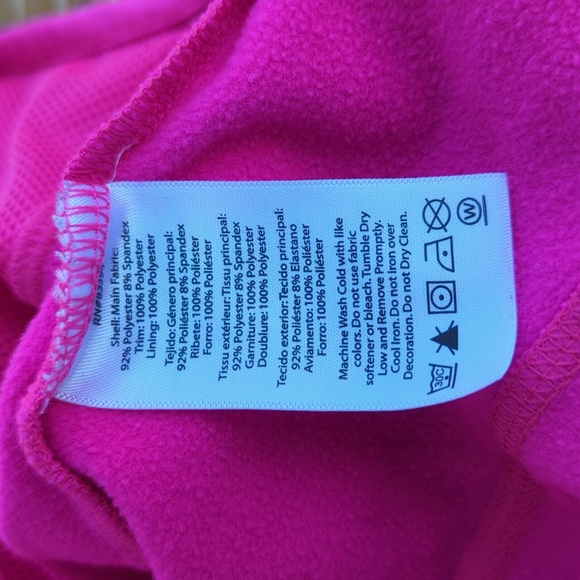 Shell: Main Fabric:
92% Polyester 8% Spandex
Trim: 100% Polyester
Lining: 100% Polyester
Tejido: Género principal:
92% Poliéster 8% Spandex
Ribete: 100% Poliéster
Forro: 100% Poliéster
Tissu extérieur: Tissu principal:
92% Polyester 8% Spandex
Garniture: 100% Polyester
Doublure: 100% Polyester
Tecido exterior: Tecido principal:
92% Poliéster 8% Elastano
Aviamento: 100% Poliéster
Forro: 100% Poliéster
Machine Wash Cold with like
colors. Do not use fabric
softener or bleach. Tumble Dry
Low and Remove Promptly.
Cool Iron. Do not Iron over
Decoration. Do not Dry Clean.
30C
W